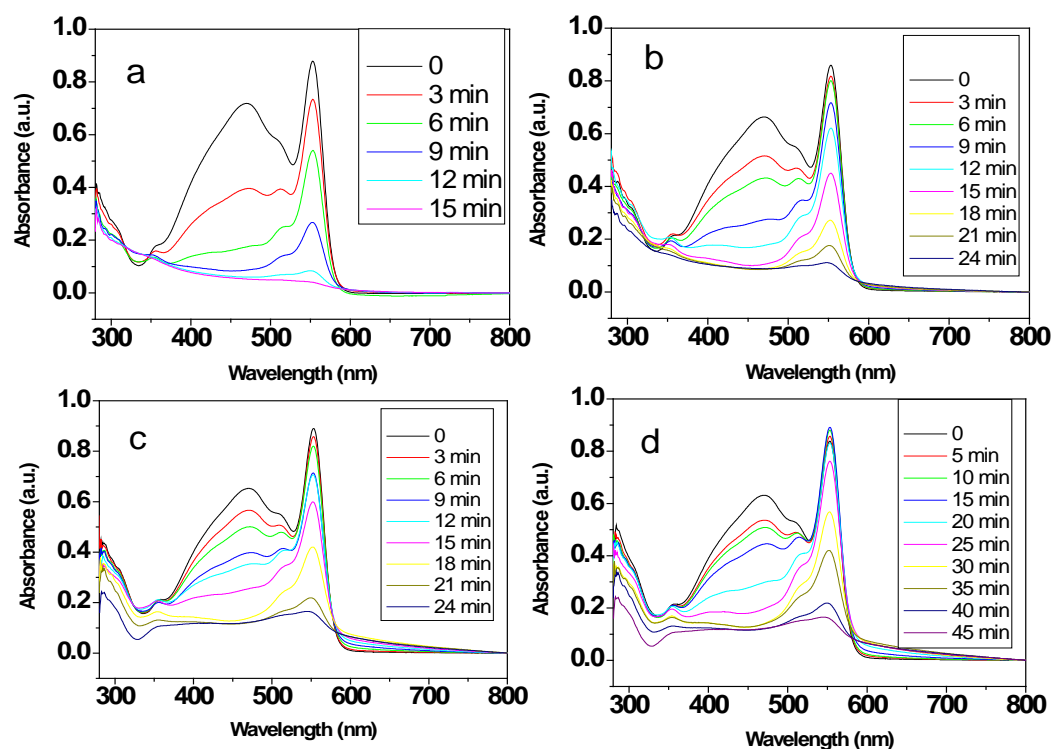 a
1.0
0.8
0.6
0.4
0.2
0.0
Absorbance (a.u.)
300 400 500 600 700 800
Wavelength (nm)
0
3 min
6 min
9 min
12 min
15 min
b
1.0
0.8
0.6
0.4
0.2
0.0
Absorbance (a.u.)
300 400 500 600 700 800
Wavelength (nm)
0
3 min
6 min
9 min
12 min
15 min
18 min
21 min
24 min
c
1.0
0.8
0.6
0.4
0.2
0.0
Absorbance (a.u.)
300 400 500 600 700 800
Wavelength (nm)
0
3 min
6 min
9 min
12 min
15 min
18 min
21 min
24 min
d
1.0
0.8
0.6
0.4
0.2
0.0
Absorbance (a.u.)
300 400 500 600 700 800
Wavelength (nm)
0
5 min
10 min
15 min
20 min
25 min
30 min
35 min
40 min
45 min